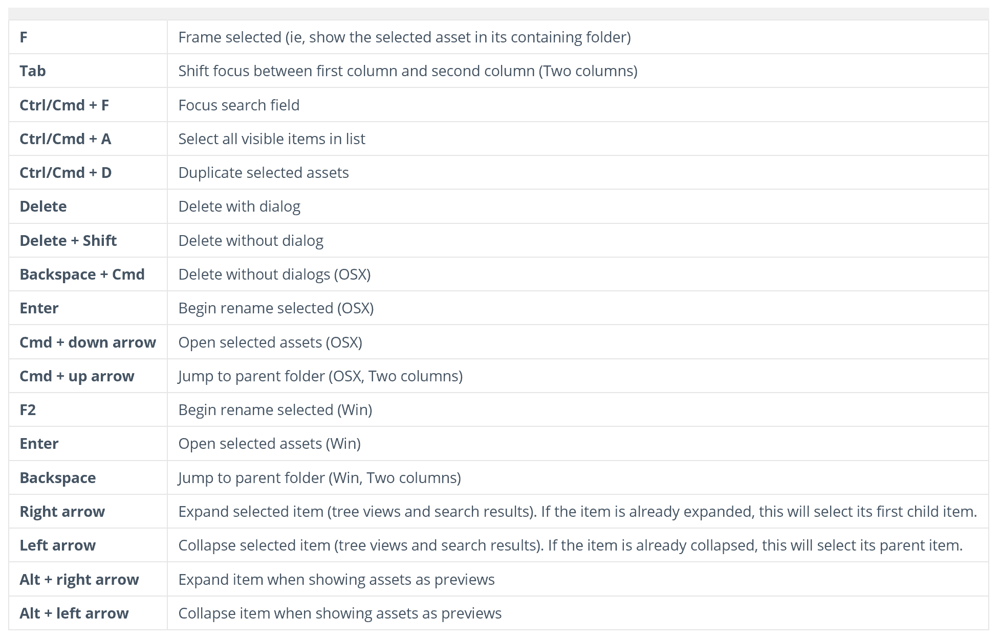 F Frame selected (ie, show the selected asset in its containing folder)
Tab Shift focus between first column and second column (Two columns)
Ctrl/Cmd + F Focus search field
Ctrl/Cmd + A Select all visible items in list
Ctrl/Cmd + D Duplicate selected assets
Delete Delete with dialog
Delete + Shift Delete without dialog
Backspace + Cmd Delete without dialogs (OSX)
Enter Begin rename selected (OSX)
Cmd + down arrow Open selected assets (OSX)
Cmd + up arrow Jump to parent folder (OSX, Two columns)
F2 Begin rename selected (Win)
Enter Open selected assets (Win)
Backspace Jump to parent folder (Win, Two columns)
Right arrow Expand selected item (tree views and search results). If the item is already expanded, this will select its first child item.
Left arrow Collapse selected item (tree views and search results). If the item is already collapsed, this will select its parent item.
Alt + right arrow Expand item when showing assets as previews
Alt + left arrow Collapse item when showing assets as previews